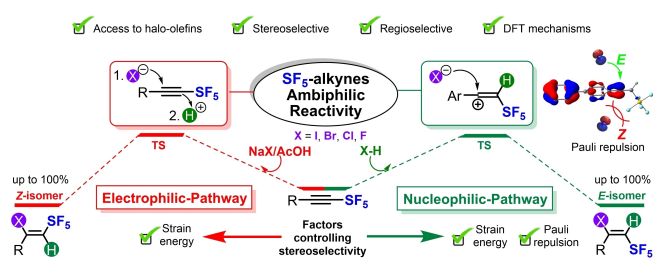 Access to halo-olefins Stereoselective Regioselective DFT mechanisms
1. X⊖
R SF5
2. H⊕
SF5-alkynes
Ambiphilic
Reactivity
X⊖ H
Ar ⊕
SF5
E
Z
Pauli repulsion
X = I, Br, Cl, F
TS
NaX/AcOH
X-H
TS
up to 100%
Z-isomer
Electrophilic-Pathway
R SF5
Nucleophilic-Pathway
up to 100%
E-isomer
X SF5
R H
Strain
energy
Factors
controlling
stereoselectivity
Strain
energy
Pauli
repulsion
X H
R SF5